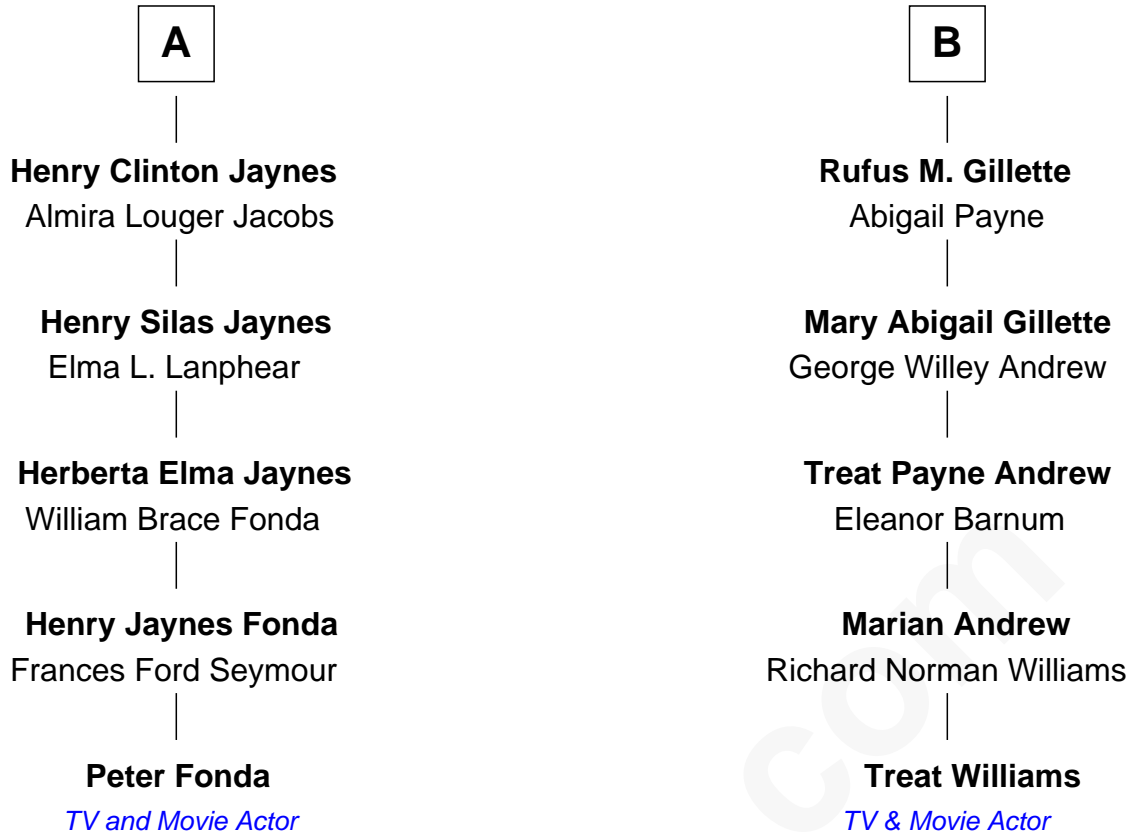 A
Henry Clinton Jaynes
Almira Louger Jacobs
Henry Silas Jaynes
Elma L. Lanphear
Herberta Elma Jaynes
William Brace Fonda
Henry Jaynes Fonda
Frances Ford Seymour
Peter Fonda
TV and Movie Actor
B
Rufus M. Gillette
Abigail Payne
Mary Abigail Gillette
George Willey Andrew
Treat Payne Andrew
Eleanor Barnum
Marian Andrew
Richard Norman Williams
Treat Williams
TV & Movie Actor
com